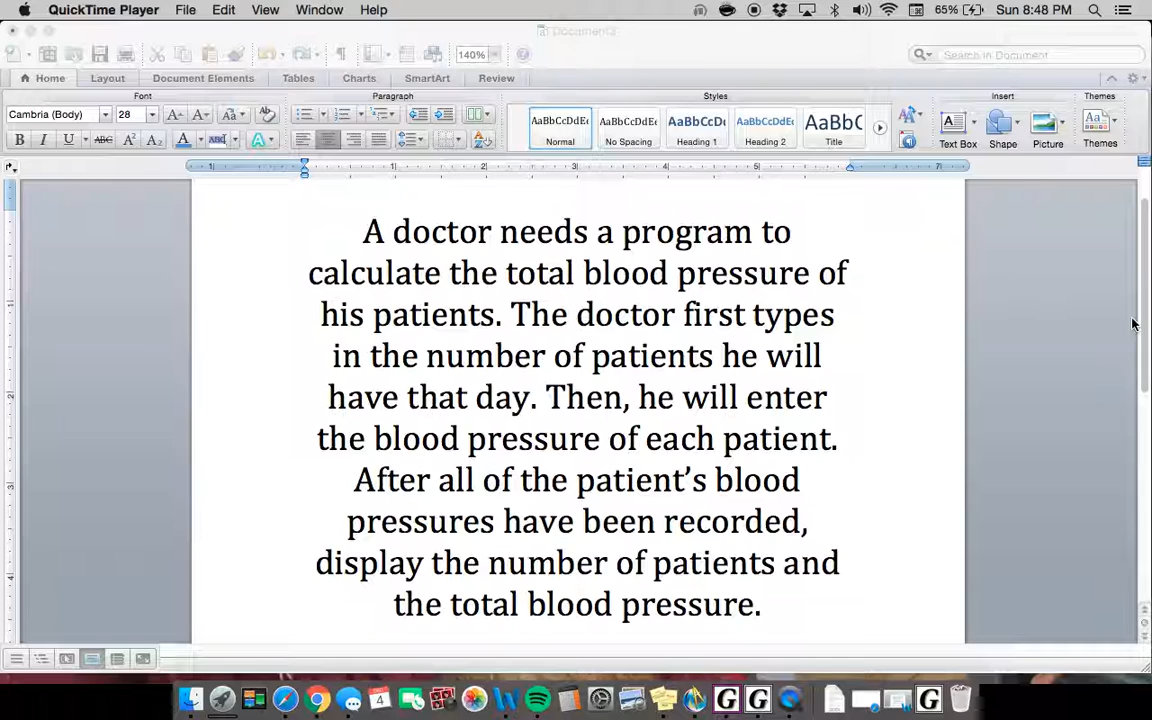 QuickTime Player File Edit View Window Help 65% Sun 8:48 PM
Document3
140% Search in Document
Home Layout Document Elements Tables Charts SmartArt Review
Font Paragraph Styles Insert Themes
Cambria (Body) 28 AaBbCcDdEe AaBbCcDdEe AaBbCcDc AaBbCcDdEe AaBbC
Normal No Spacing Heading 1 Heading 2 Title Text Box Shape Picture Themes
A doctor needs a program to
calculate the total blood pressure of
his patients. The doctor first types
in the number of patients he will
have that day. Then, he will enter
the blood pressure of each patient.
After all of the patient’s blood
pressures have been recorded,
display the number of patients and
the total blood pressure.